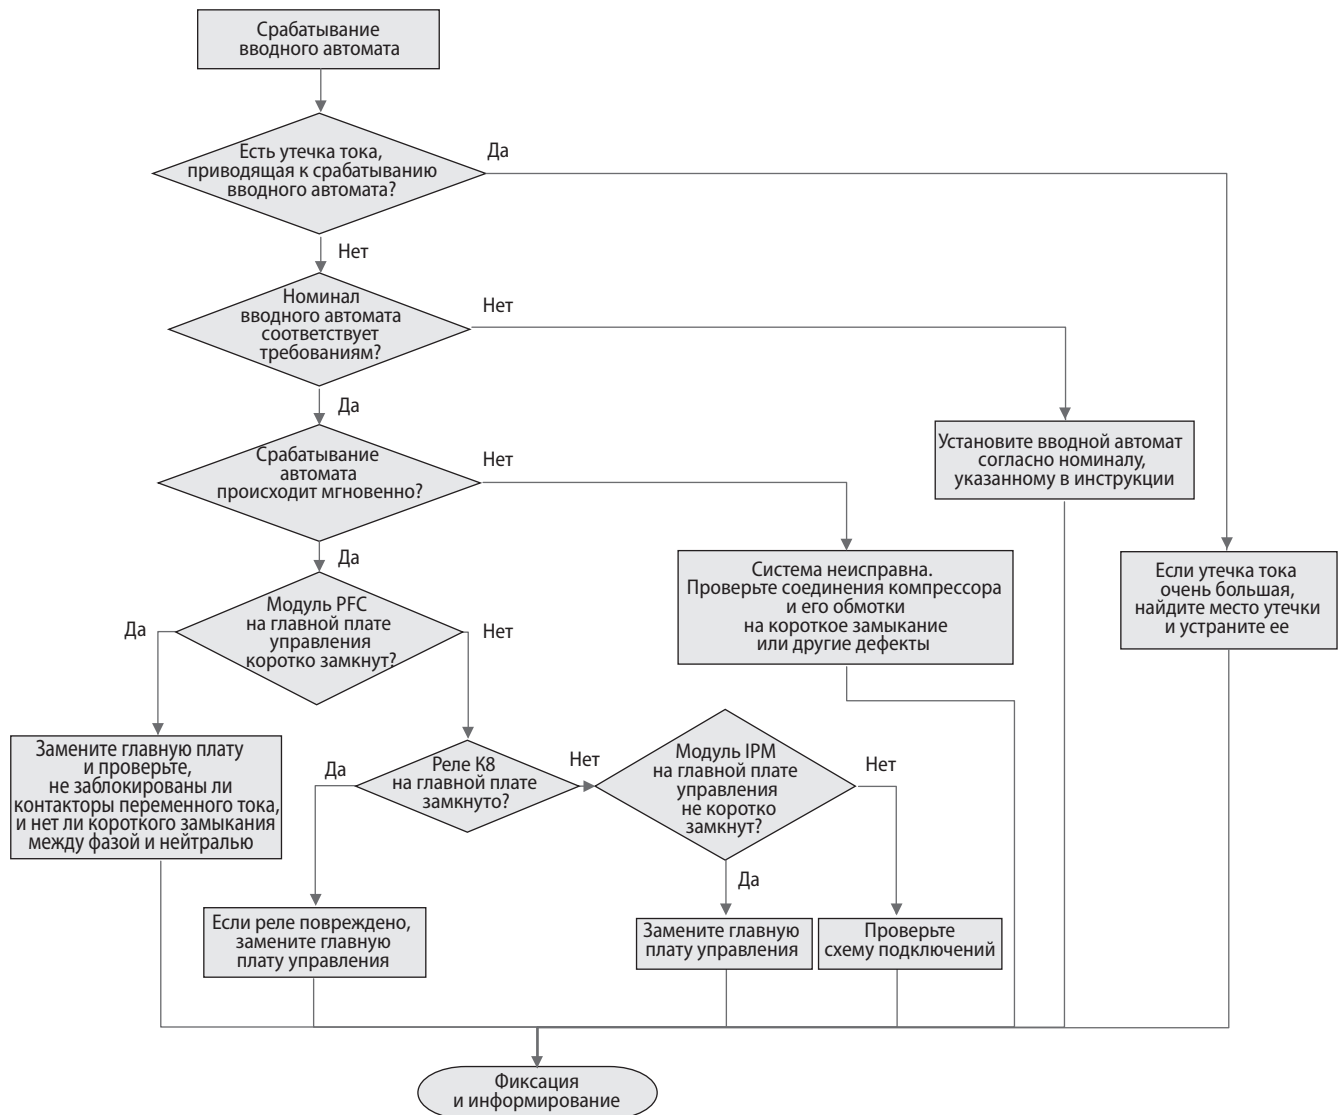 Срабатывание
вводного автомата
Есть утечка тока,
приводящая к срабатыванию
вводного автомата?
Да
Нет
Номинал
вводного автомата
соответствует
требованиям?
Нет
Да
Установите вводной автомат
согласно номиналу,
указанному в инструкции
Срабатывание
автомата
происходит мгновенно?
Нет
Да
Система неисправна.
Проверьте соединения компрессора
и его обмотки
на короткое замыкание
или другие дефекты
Если утечка тока
очень большая,
найдите место утечки
и устраните ее
Модуль PFC
на главной плате
управления
коротко замкнут?
Да
Нет
Замените главную плату
и проверьте,
не заблокированы ли
контакторы переменного тока,
и нет ли короткого замыкания
между фазой и нейтралью
Реле K8
на главной плате
замкнуто?
Да
Нет
Модуль IPM
на главной плате
управления
не коротко
замкнут?
Нет
Да
Если реле повреждено,
замените главную
плату управления
Замените главную
плату управления
Проверьте
схему подключений
Фиксация
и информирование